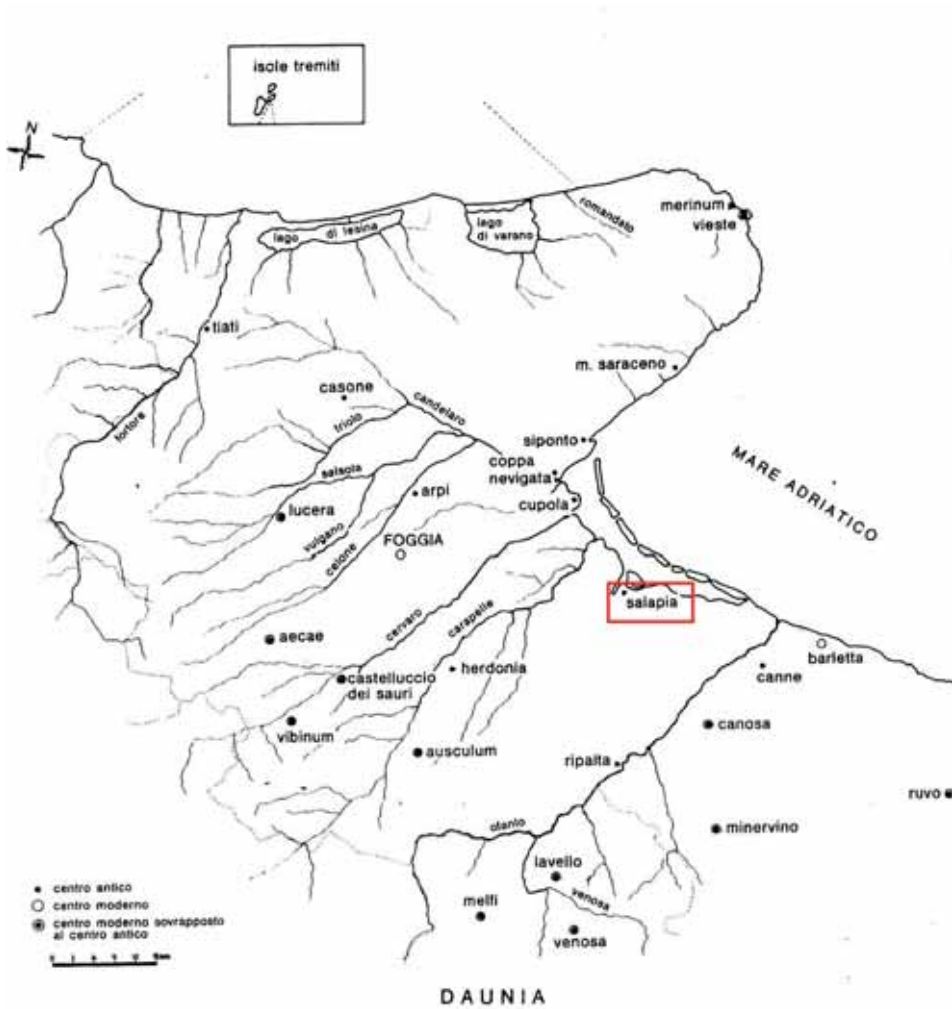 isole tremiti
N
lago di lesina
lago
di varano
romandato
merinum
vieste
tiati
m. saraceno
casone
candelaro
triolo
fortore
siponto
coppa
nevigata
salsola
arpi
cupola
MARE ADRIATICO
lucera
vulgano
FOGGIA
celone
salapia
cervaro
carapelle
aecae
barletta
castelluccio
dei sauri
herdonia
canne
vibinum
canosa
ausculum
ripalta
ruvo
ofanto
minervino
lavello
centro antico
centro moderno
centro moderno sovrapposto
al centro antico
melfi
venosa
venosa
DAUNIA